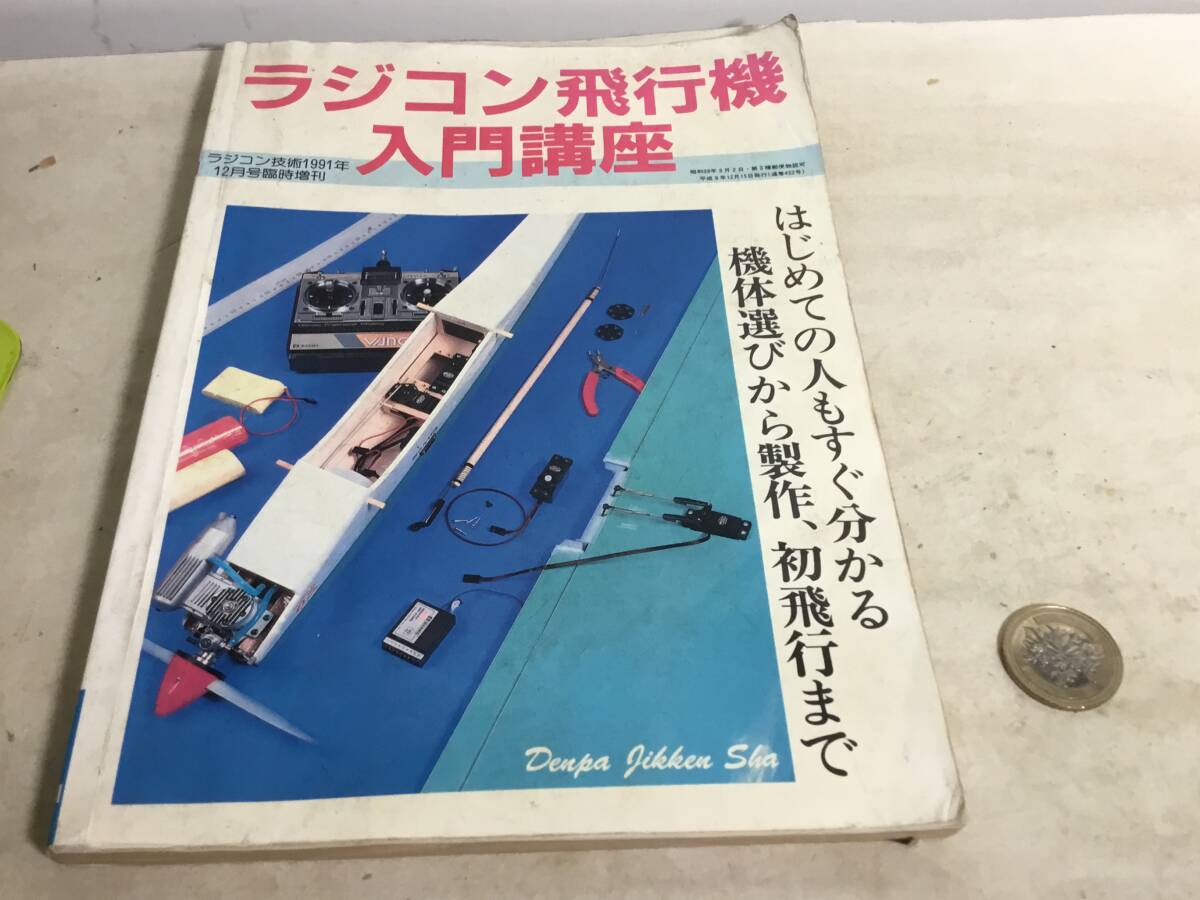 ラジコン飛行機
入門講座
ラジコン技術1991年
12月号臨時増刊
はじめての人もすぐ分かる
機体選びから製作、初飛行まで
Denpa Jikken Sha